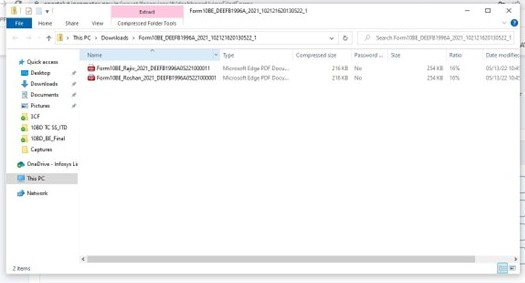 Extract
Form10BE_DEEFB1996A_2021_102121620130522_1
File Home Share View Compressed Folder Tools
This PC > Downloads > Form10BE_DEEFB1996A_2021_102121620130522_1
Search Form10BE_DEEFB1996A_2021_102121620130522_1
Name Type Compressed size Password ... Size Ratio Date modified
Form10BE_Rajiv_2021_DEEFB1996A05221000011 Microsoft Edge PDF Docu... 216 KB No 254 KB 16% 05/13/22 10:4
Form10BE_Roshan_2021_DEEFB1996A05221000001 Microsoft Edge PDF Docu... 216 KB No 254 KB 16% 05/13/22 10:4
Quick access
Desktop
Downloads
Documents
Pictures
3CF
10BD TC SS_ITD
10BD_BE_Final
Captures
OneDrive - Infosys Li
This PC
Network
2 items